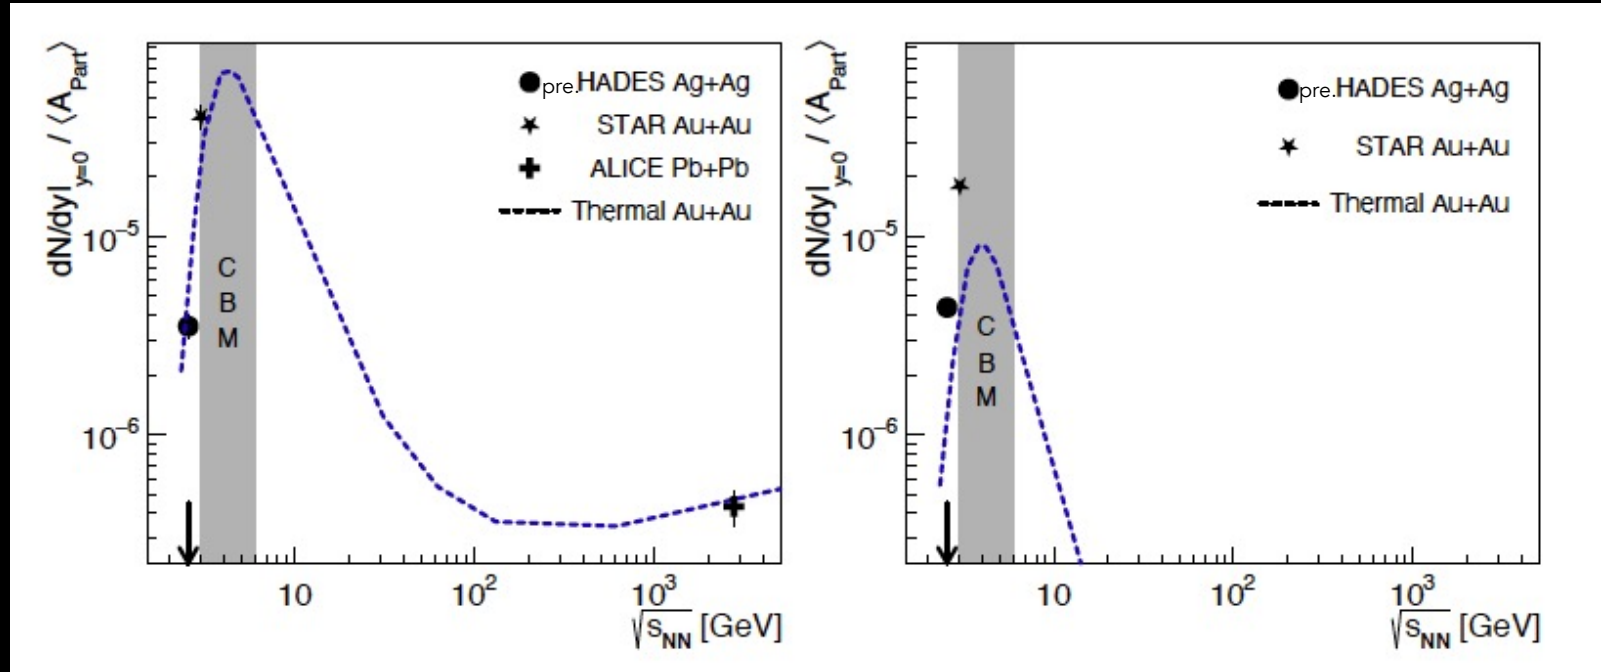 dN/dy|y=0 / ⟨APart⟩
10⁻⁵
10⁻⁶
pre.HADES Ag+Ag
STAR Au+Au
ALICE Pb+Pb
Thermal Au+Au
C
B
M
10
10²
10³
√sNN [GeV]
dN/dy|y=0 / ⟨APart⟩
10⁻⁵
10⁻⁶
pre.HADES Ag+Ag
STAR Au+Au
Thermal Au+Au
C
B
M
10
10²
10³
√sNN [GeV]